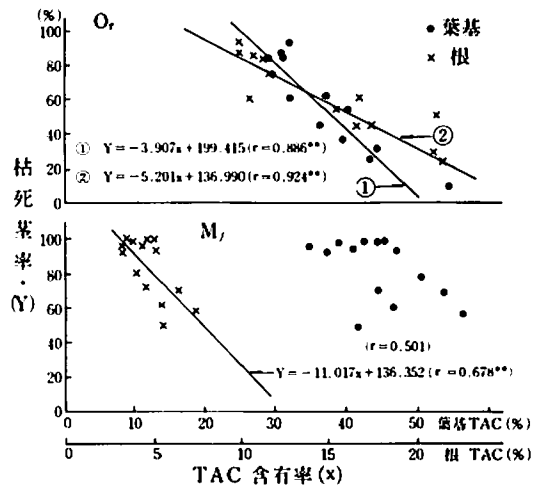 (%)
Or
● 葉基
× 根
100
80
60
40
20
0
②
① Y=-3.907x+199.415(r=0.886**)
② Y=-5.201x+136.990(r=0.924**)
①
枯死茎率・(Y)
Mf
100
80
60
40
20
0
(r=0.501)
Y=-11.017x+136.352(r=0.678**)
0 10 20 30 40 50 葉基TAC(%)
0 5 10 15 20 根 TAC(%)
TAC 含有率(x)